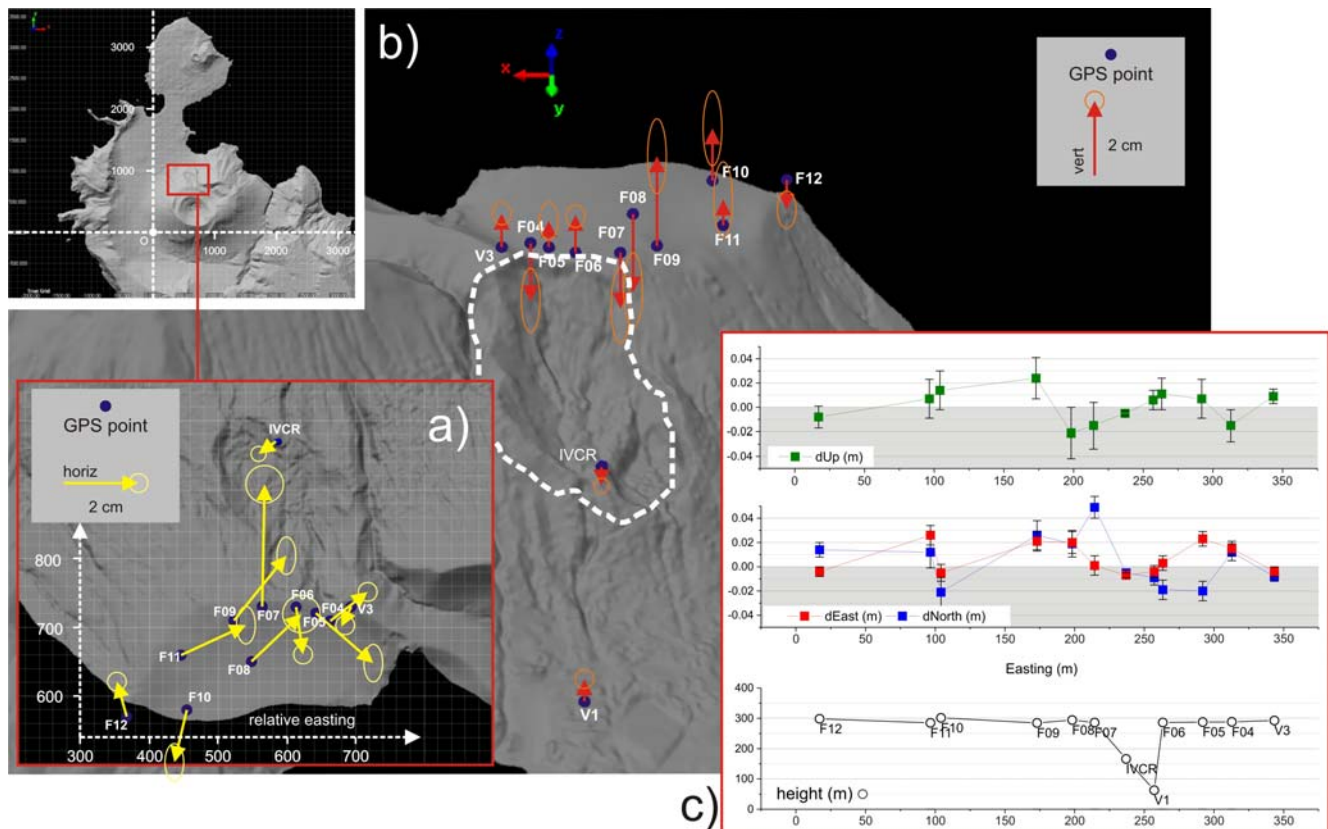 3000
2000
1000
O
1000
2000
3000
b)
z
x
y
GPS point
vert
2 cm
F10
F12
F08
F11
F04
F07
F09
V3
F05
F06
IVCR
V1
a)
GPS point
horiz
2 cm
IVCR
800
700
600
F09
F07
F06
F04
V3
F05
F11
F08
F10
F12
relative easting
300
400
500
600
700
0.04
0.02
0.00
-0.02
-0.04
dUp (m)
0
50
100
150
200
250
300
350
0.04
0.02
0.00
-0.02
-0.04
dEast (m)
dNorth (m)
0
50
100
150
200
250
300
350
Easting (m)
400
300
200
100
0
F12
F11
F10
F09
F08
F07
IVCR
V1
F06
F05
F04
V3
height (m)
c)
0
50
100
150
200
250
300
350